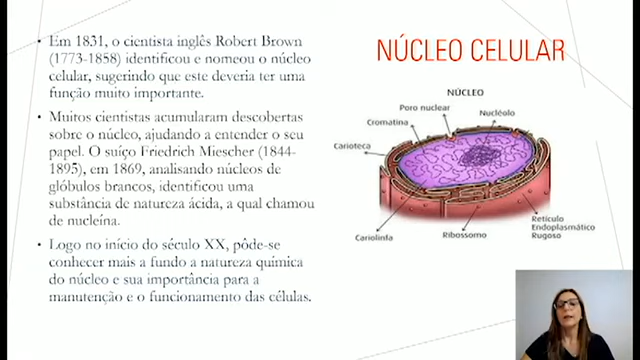 NÚCLEO CELULAR
• Em 1831, o cientista inglês Robert Brown
(1773-1858) identificou e nomeou o núcleo
celular, sugerindo que este deveria ter uma
função muito importante.
• Muitos cientistas acumularam descobertas
sobre o núcleo, ajudando a entender o seu
papel. O suíço Friedrich Miescher (1844-
1895), em 1869, analisando núcleos de
glóbulos brancos, identificou uma
substância de natureza ácida, a qual chamou
de nucleína.
• Logo no início do século XX, pôde-se
conhecer mais a fundo a natureza química
do núcleo e sua importância para a
manutenção e o funcionamento das células.
NÚCLEO
Poro nuclear
Nucléolo
Cromatina
Carioteca
Cariolinfa
Ribossomo
Retículo
Endoplasmático
Rugoso